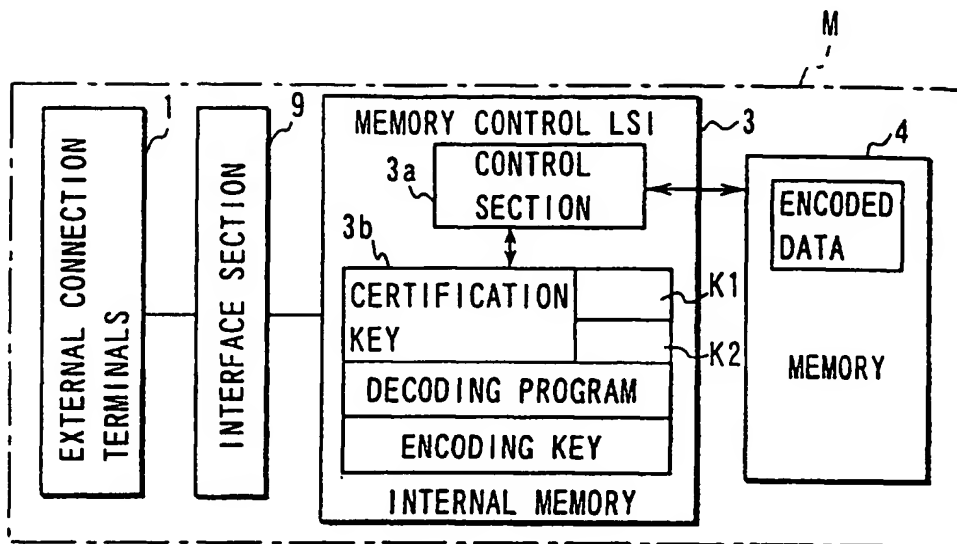 M
1
EXTERNAL CONNECTION
TERMINALS
9
INTERFACE SECTION
MEMORY CONTROL LSI
3
3a
CONTROL
SECTION
3b
CERTIFICATION
KEY
K1
K2
DECODING PROGRAM
ENCODING KEY
INTERNAL MEMORY
4
ENCODED
DATA
MEMORY